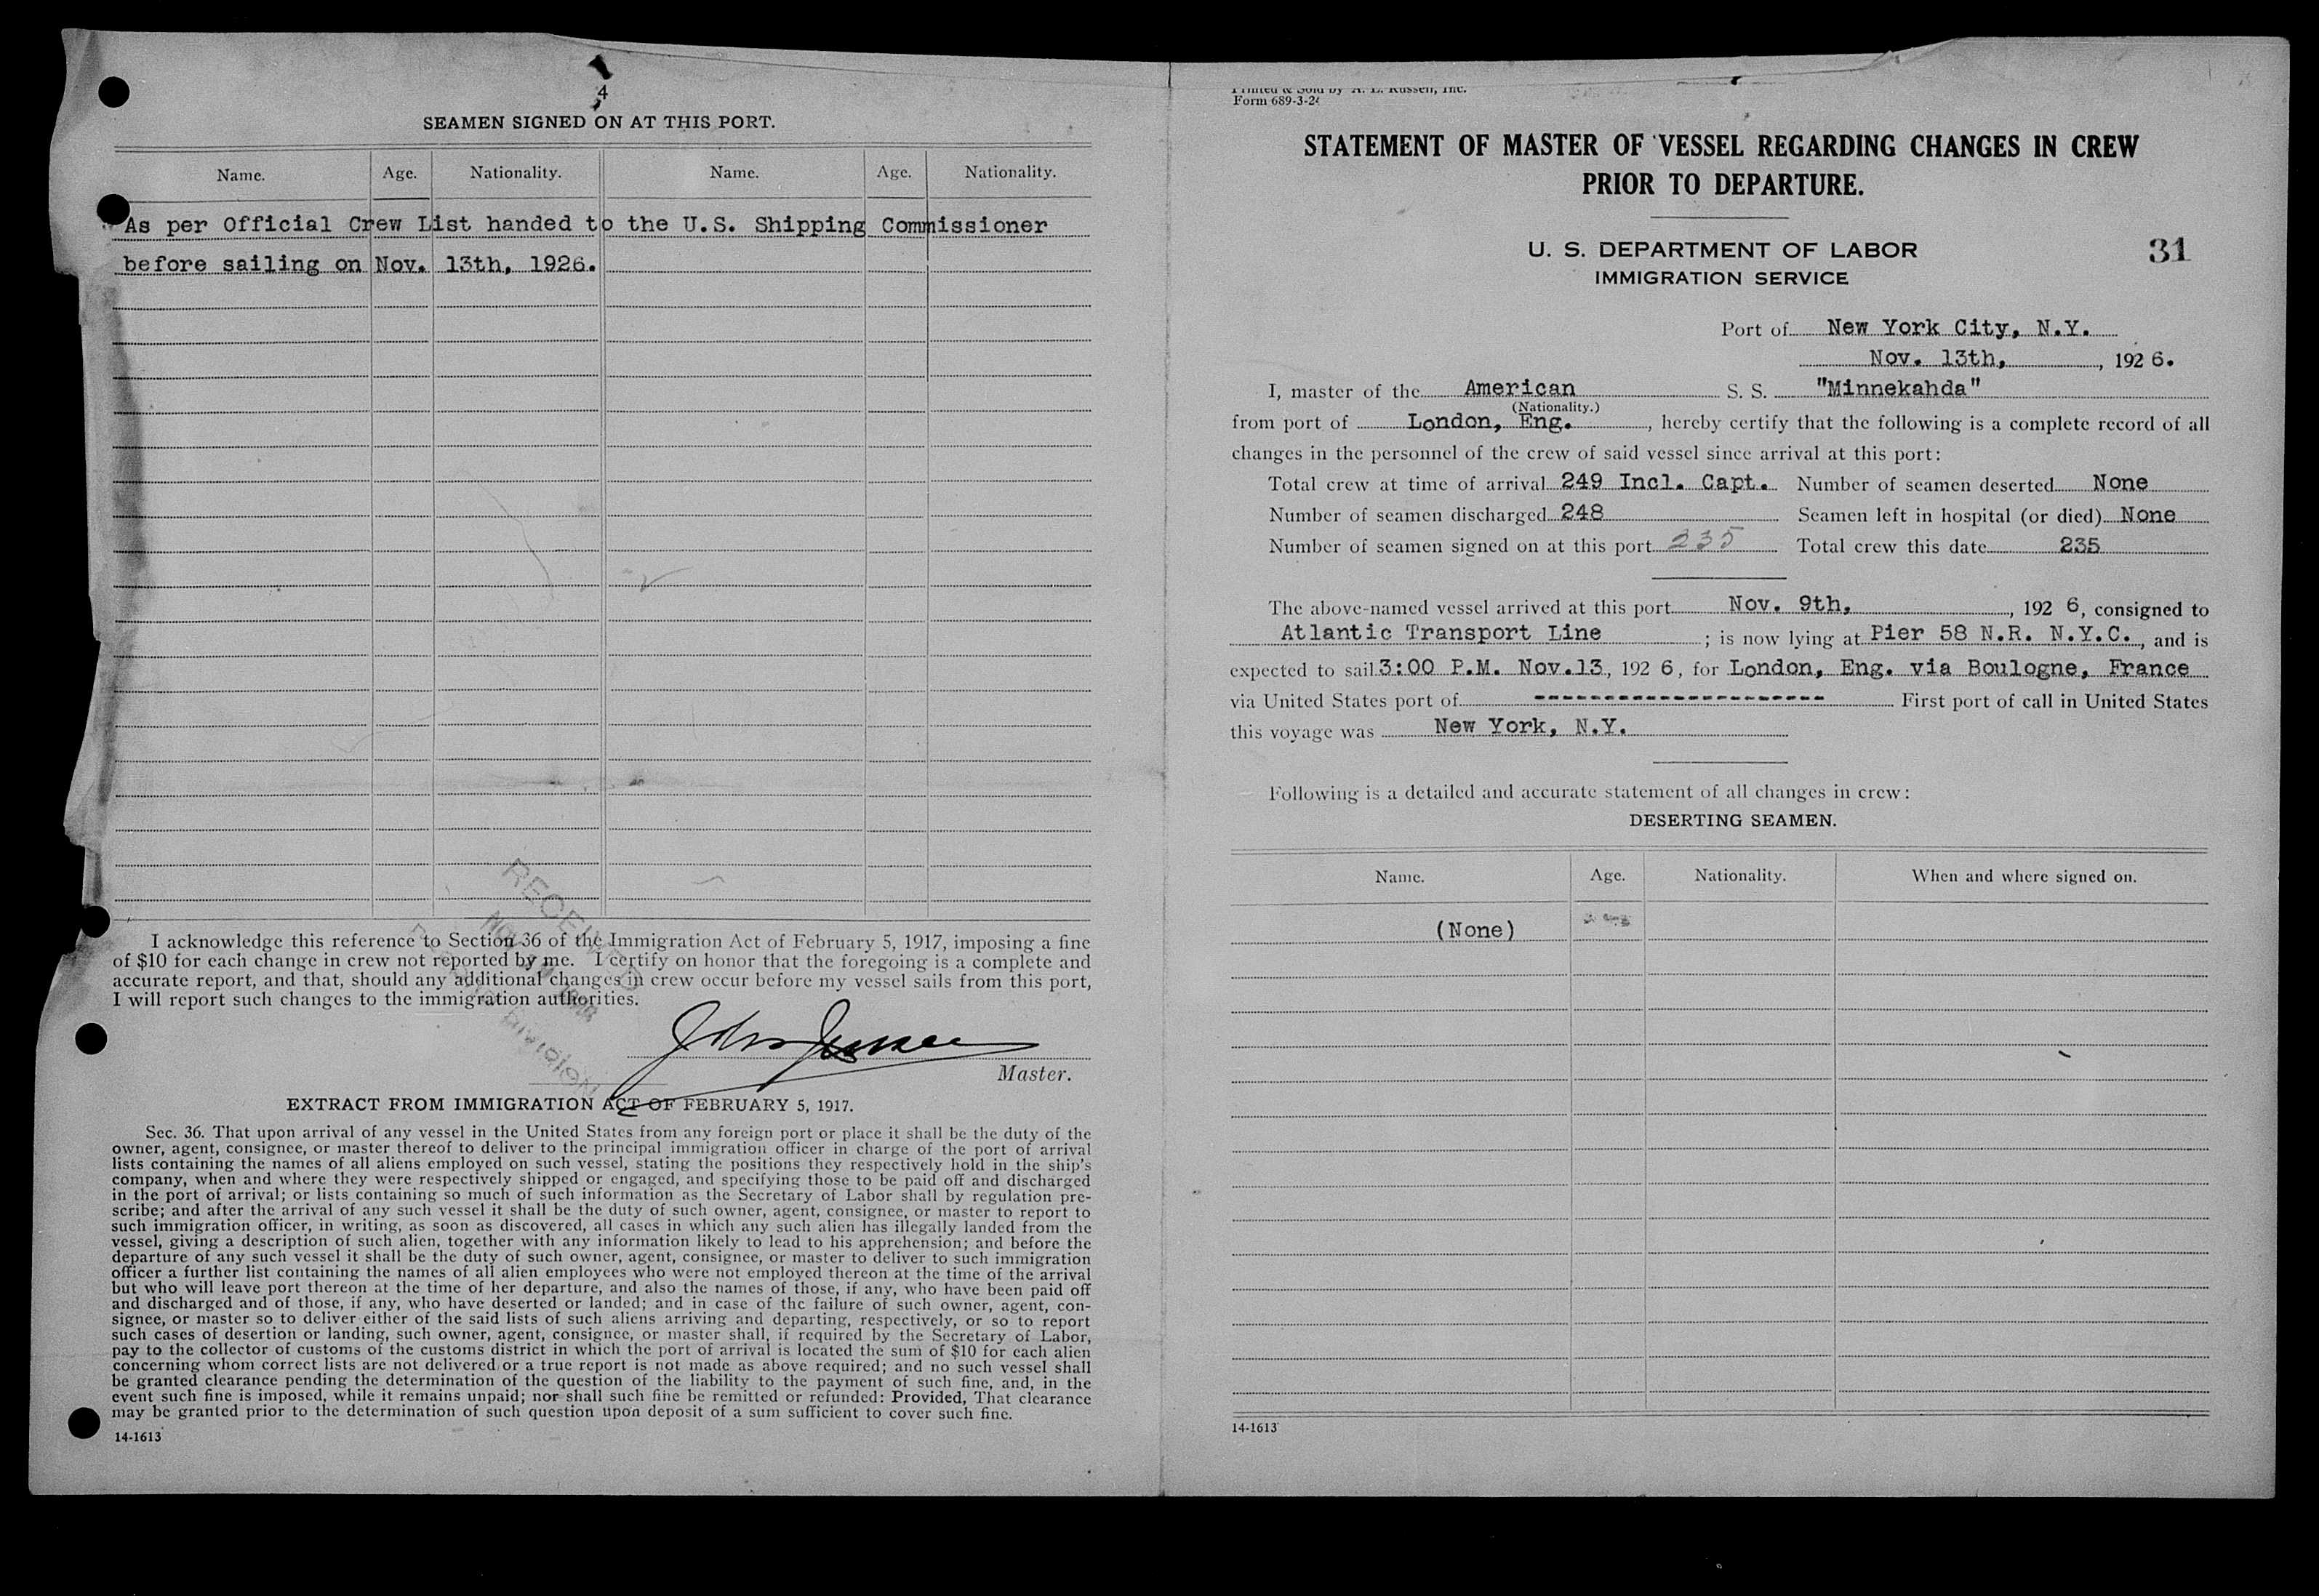 4
SEAMEN SIGNED ON AT THIS PORT.
Name. Age. Nationality. Name. Age. Nationality.
As per Official Crew List handed to the U.S. Shipping Commissioner
before sailing on Nov. 13th, 1926.
RECEIVED
NOV
DIVISION
I acknowledge this reference to Section 36 of the Immigration Act of February 5, 1917, imposing a fine
of $10 for each change in crew not reported by me. I certify on honor that the foregoing is a complete and
accurate report, and that, should any additional changes in crew occur before my vessel sails from this port,
I will report such changes to the immigration authorities.
John Jensen
Master.
EXTRACT FROM IMMIGRATION ACT OF FEBRUARY 5, 1917.
Sec. 36. That upon arrival of any vessel in the United States from any foreign port or place it shall be the duty of the
owner, agent, consignee, or master thereof to deliver to the principal immigration officer in charge of the port of arrival
lists containing the names of all aliens employed on such vessel, stating the positions they respectively hold in the ship's
company, when and where they were respectively shipped or engaged, and specifying those to be paid off and discharged
in the port of arrival; or lists containing so much of such information as the Secretary of Labor shall by regulation pre-
scribe; and after the arrival of any such vessel it shall be the duty of such owner, agent, consignee, or master to report to
such immigration officer, in writing, as soon as discovered, all cases in which any such alien has illegally landed from the
vessel, giving a description of such alien, together with any information likely to lead to his apprehension; and before the
departure of any such vessel it shall be the duty of such owner, agent, consignee, or master to deliver to such immigration
officer a further list containing the names of all alien employees who were not employed thereon at the time of the arrival
but who will leave port thereon at the time of her departure, and also the names of those, if any, who have been paid off
and discharged and of those, if any, who have deserted or landed; and in case of the failure of such owner, agent, con-
signee, or master so to deliver either of the said lists of such aliens arriving and departing, respectively, or so to report
such cases of desertion or landing, such owner, agent, consignee, or master shall, if required by the Secretary of Labor,
pay to the collector of customs of the customs district in which the port of arrival is located the sum of $10 for each alien
concerning whom correct lists are not delivered or a true report is not made as above required; and no such vessel shall
be granted clearance pending the determination of the question of the liability to the payment of such fine, and, in the
event such fine is imposed, while it remains unpaid; nor shall such fine be remitted or refunded: Provided, That clearance
may be granted prior to the determination of such question upon deposit of a sum sufficient to cover such fine.
14-1613
Printed & Sold by A. L. Russell, Inc.
Form 689-3-24
STATEMENT OF MASTER OF VESSEL REGARDING CHANGES IN CREW
PRIOR TO DEPARTURE.
U. S. DEPARTMENT OF LABOR
IMMIGRATION SERVICE
31
Port of New York City, N.Y.
Nov. 13th, , 192 6.
I, master of the American S. S. "Minnekahda"
(Nationality.)
from port of London, Eng. , hereby certify that the following is a complete record of all
changes in the personnel of the crew of said vessel since arrival at this port:
Total crew at time of arrival 249 Incl. Capt. Number of seamen deserted None
Number of seamen discharged 248 Seamen left in hospital (or died) None
Number of seamen signed on at this port 235 Total crew this date 235
The above-named vessel arrived at this port Nov. 9th, , 192 6, consigned to
Atlantic Transport Line ; is now lying at Pier 58 N.R. N.Y.C. , and is
expected to sail 3:00 P.M. Nov.13, 192 6, for London, Eng. via Boulogne, France
via United States port of -------------------- First port of call in United States
this voyage was New York, N.Y.
Following is a detailed and accurate statement of all changes in crew:
DESERTING SEAMEN.
Name. Age. Nationality. When and where signed on.
(None)
14-1613